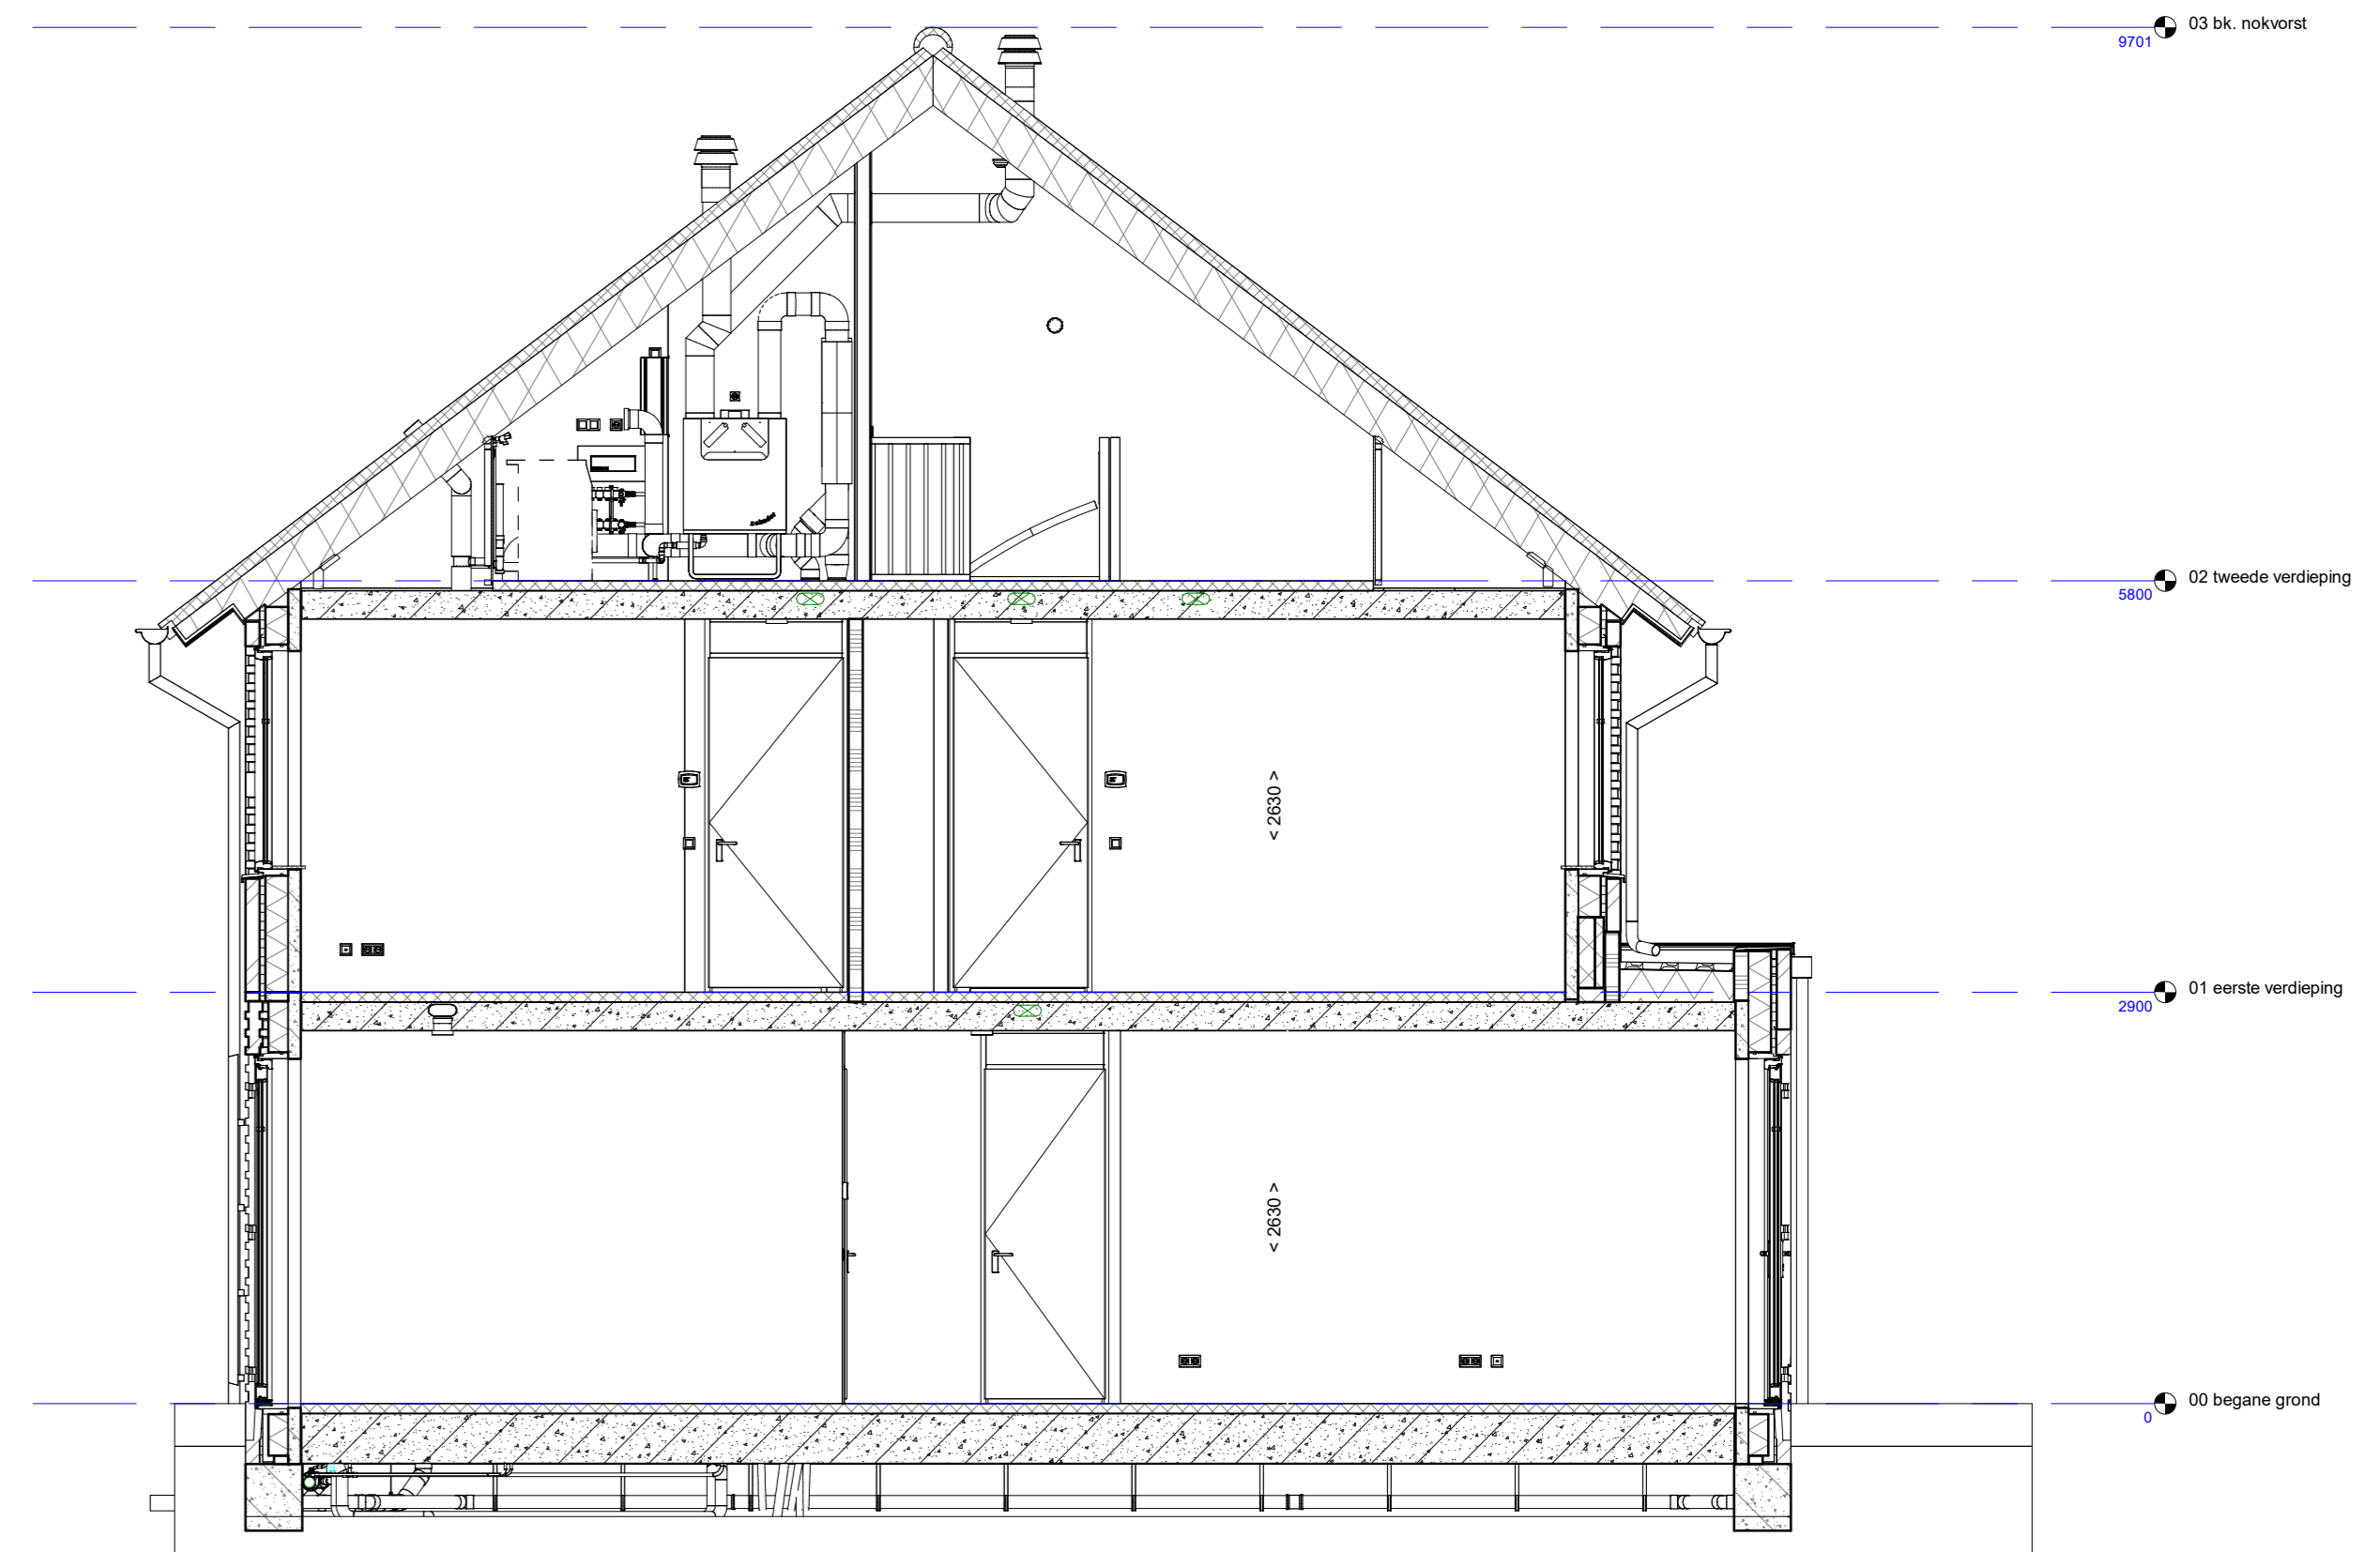 03 bk. nokvorst
9701
02 tweede verdieping
5800
< 2630 >
01 eerste verdieping
2900
< 2630 >
00 begane grond
0